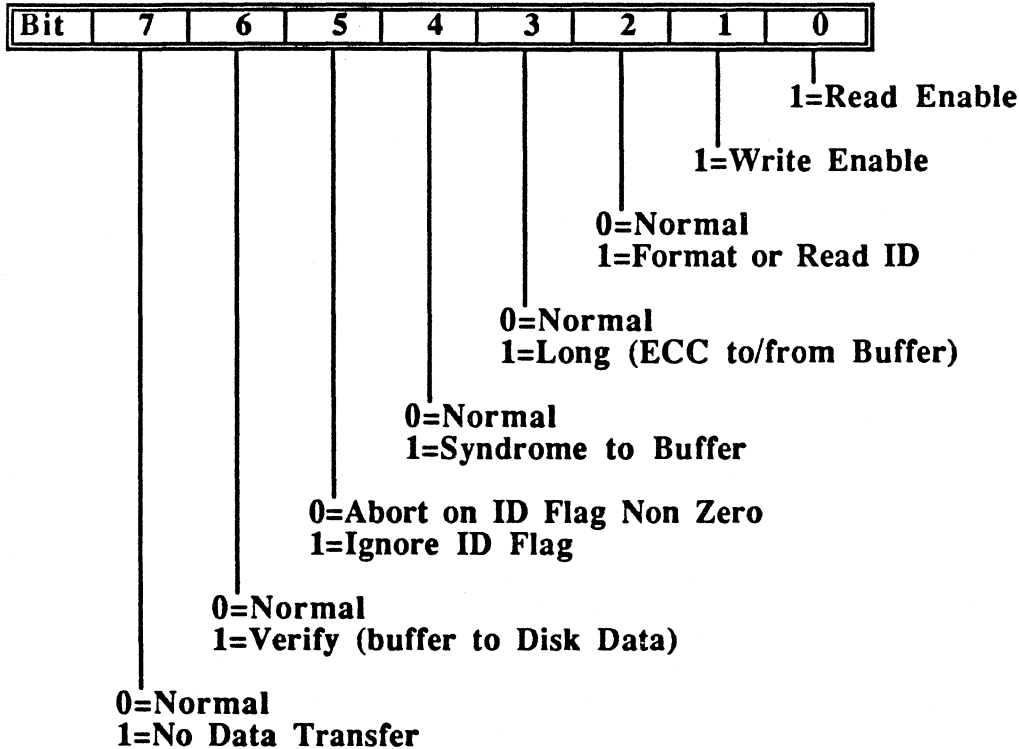 Bit 7 6 5 4 3 2 1 0
1=Read Enable
1=Write Enable
0=Normal
1=Format or Read ID
0=Normal
1=Long (ECC to/from Buffer)
0=Normal
1=Syndrome to Buffer
0=Abort on ID Flag Non Zero
1=Ignore ID Flag
0=Normal
1=Verify (buffer to Disk Data)
0=Normal
1=No Data Transfer